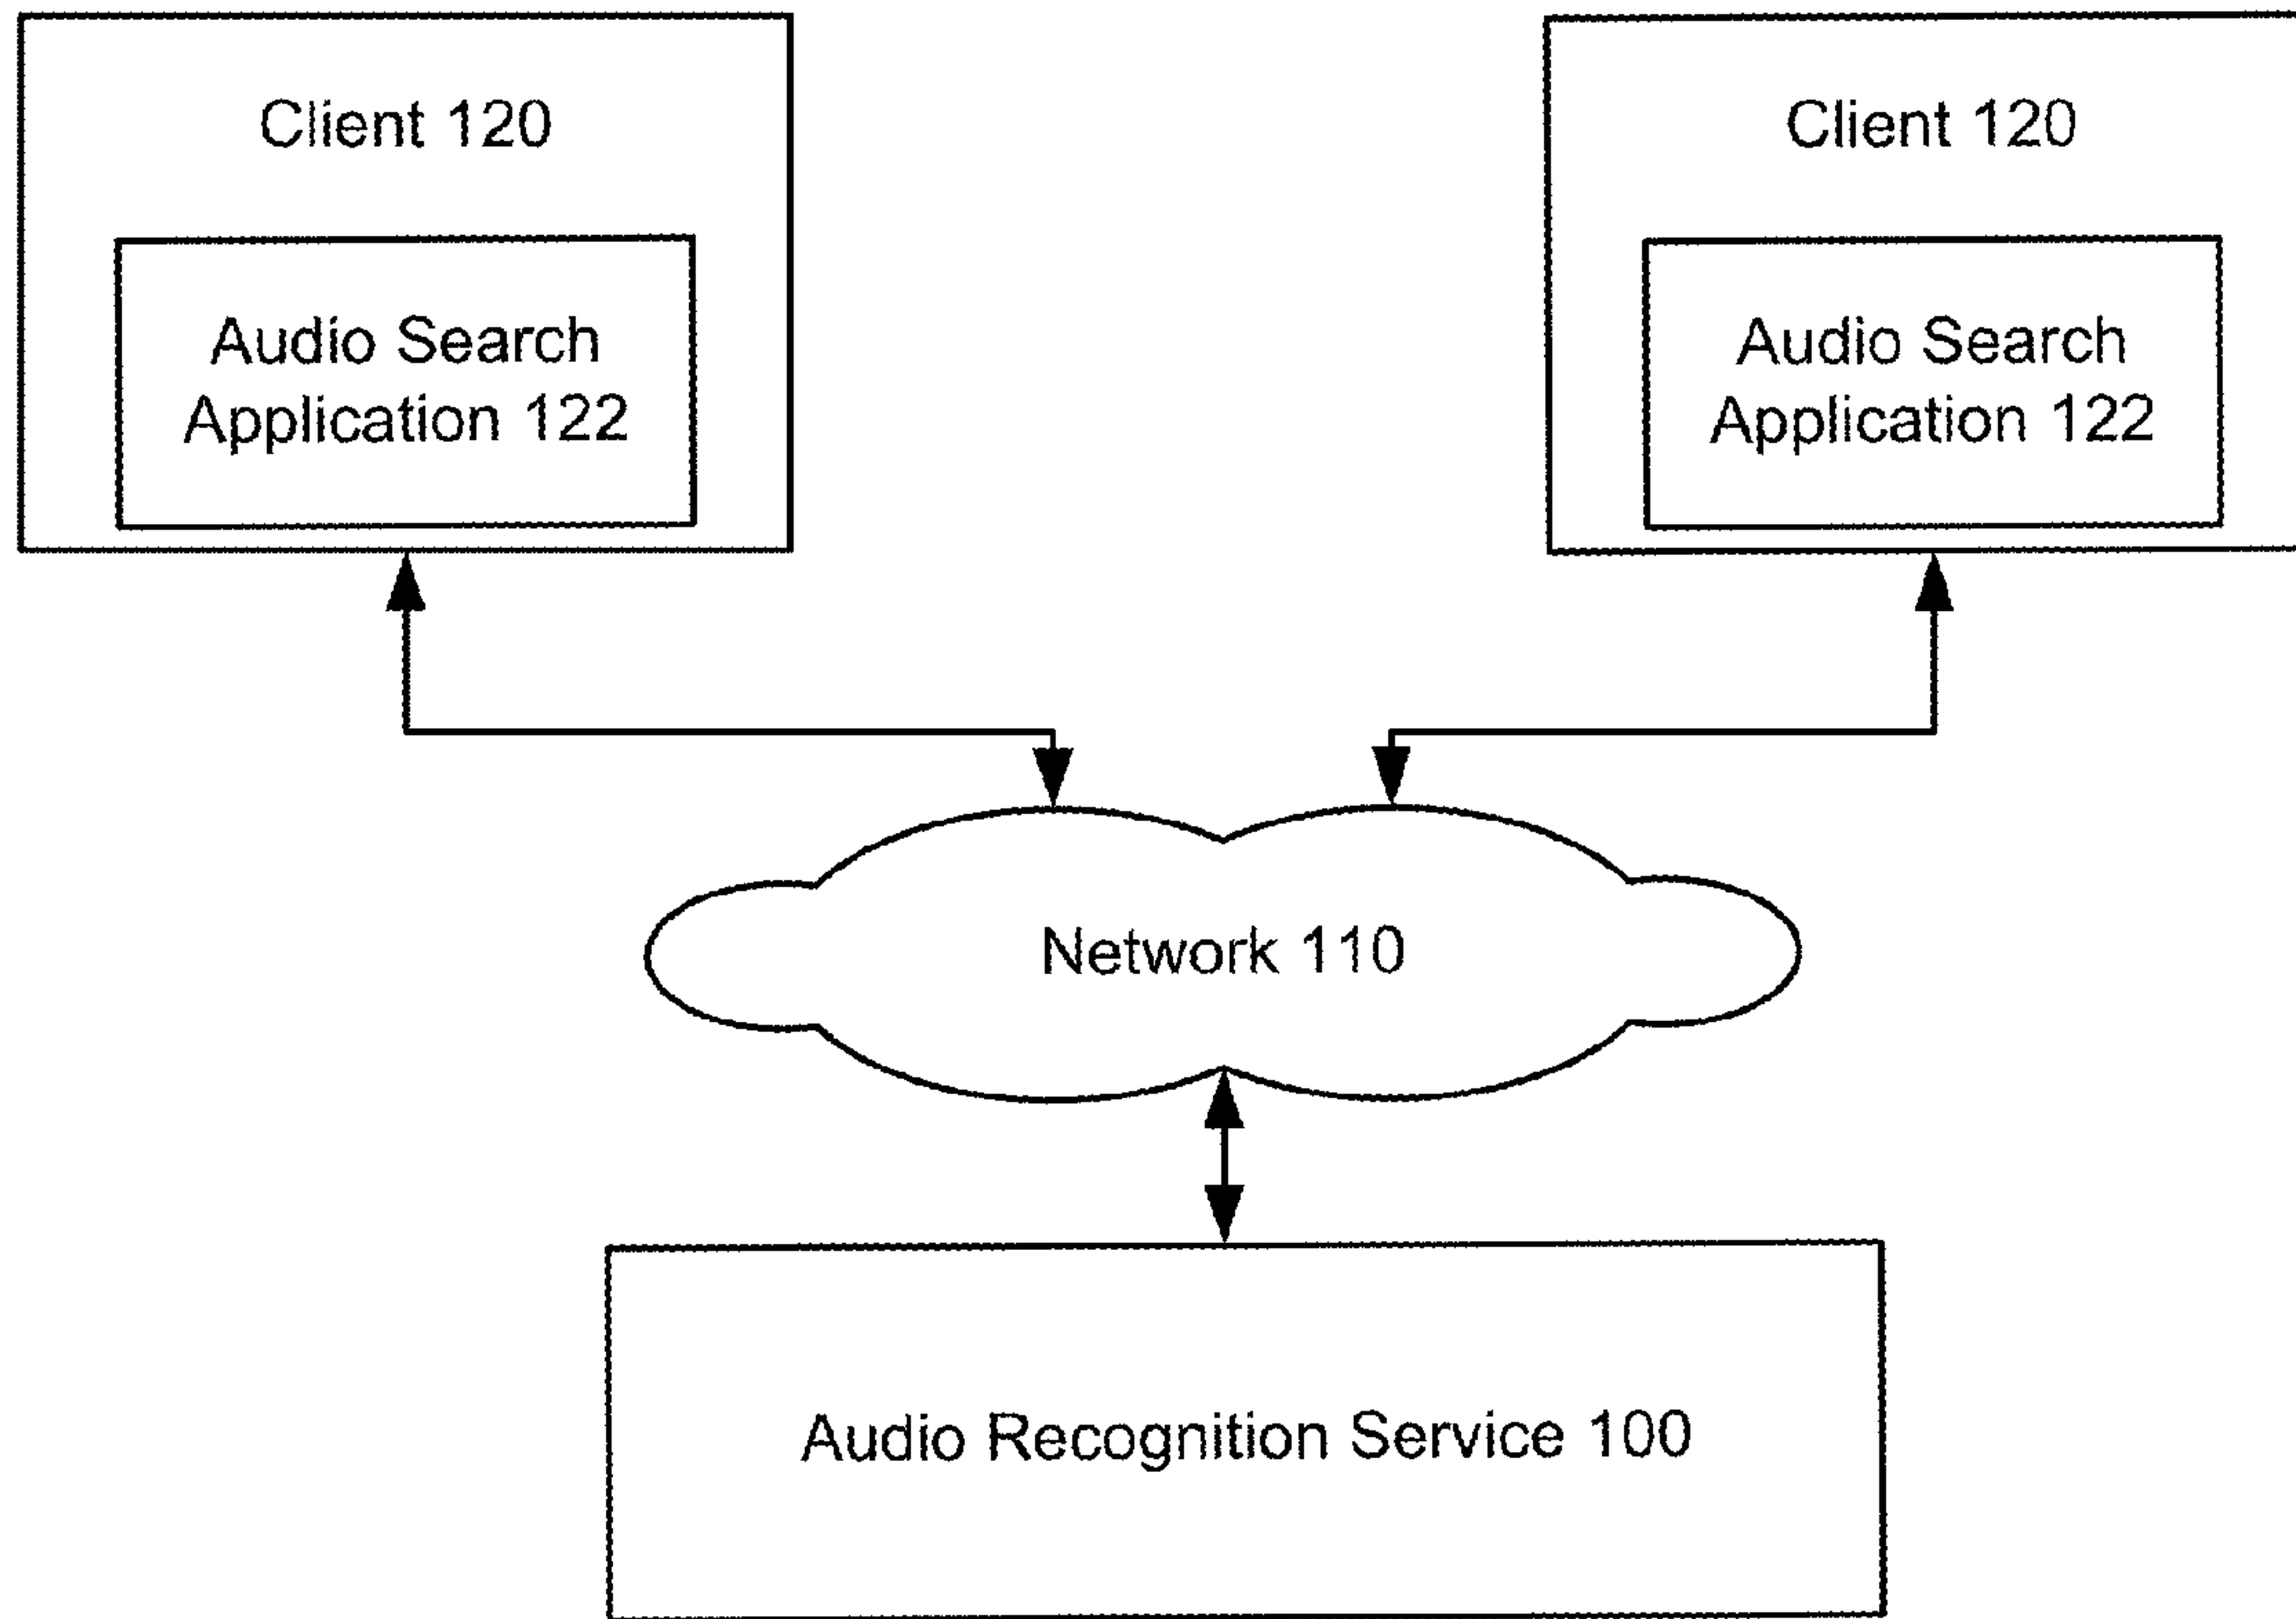 Client 120
Audio Search
Application 122
Client 120
Audio Search
Application 122
Network 110
Audio Recognition Service 100